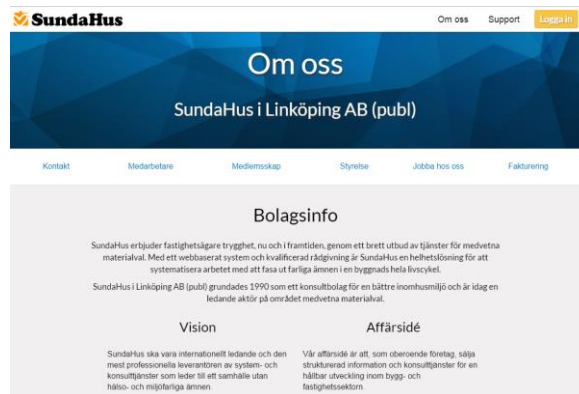 SundaHus
Om oss
Support
Logga in
Om oss
SundaHus i Linköping AB (publ)
Kontakt
Medarbetare
Medlemsskap
Styrelse
Jobba hos oss
Fakturering
Bolagsinfo
SundaHus erbjuder fastighetsägare trygghet, nu och i framtiden, genom ett brett utbud av tjänster för medvetna
materialval. Med ett webbaserat system och kvalificerad rådgivning är SundaHus en helhetslösning för att
systematisera arbetet med att fasa ut farliga ämnen i en byggnads hela livscykel.
SundaHus i Linköping AB (publ) grundades 1990 som ett konsultbolag för en bättre inomhusmiljö och är idag en
ledande aktör på området medvetna materialval.
Vision
SundaHus ska vara internationellt ledande och den
mest professionella leverantören av system- och
konsulttjänster som leder till ett samhälle utan
hälso- och miljöfarliga ämnen.
Affärsidé
Vår affärsidé är att, som oberoende företag, sälja
strukturerad information och konsulttjänster för en
hållbar utveckling inom bygg- och
fastighetssektorn.